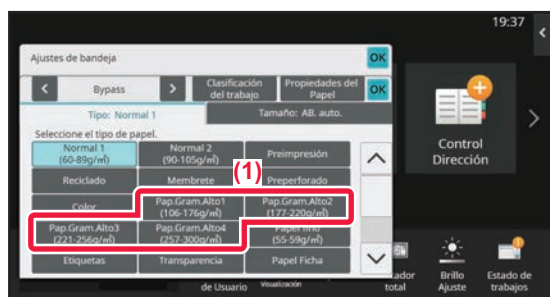 19:37
Ajustes de bandeja
OK
Bypass
Clasificación
del trabajo
Propiedades del
Papel
OK
Tipo: Normal 1
Tamaño: AB. auto.
Seleccione el tipo de papel.
Normal 1
(60-89g/㎡)
Normal 2
(90-105g/㎡)
Preimpresión
Reciclado
Membrete
(1)
Preperforado
Color
Pap.Gram.Alto1
(106-176g/㎡)
Pap.Gram.Alto2
(177-220g/㎡)
Pap.Gram.Alto3
(221-256g/㎡)
Pap.Gram.Alto4
(257-300g/㎡)
Papel fino
(55-59g/㎡)
Etiquetas
Transparencia
Papel Ficha
Control
Dirección
de Usuario
Visualización
total
Brillo
Ajuste
Estado de
trabajos